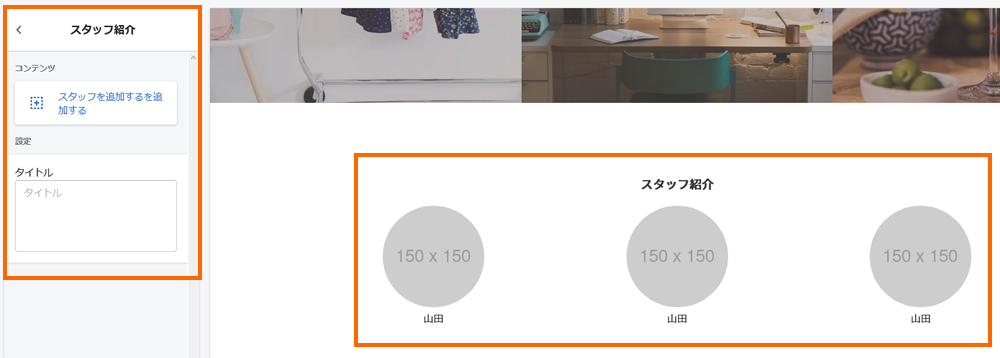 スタッフ紹介
コンテンツ
スタッフを追加するを追
加する
設定
タイトル
タイトル
スタッフ紹介
150 x 150
150 x 150
150 x 150
山田
山田
山田